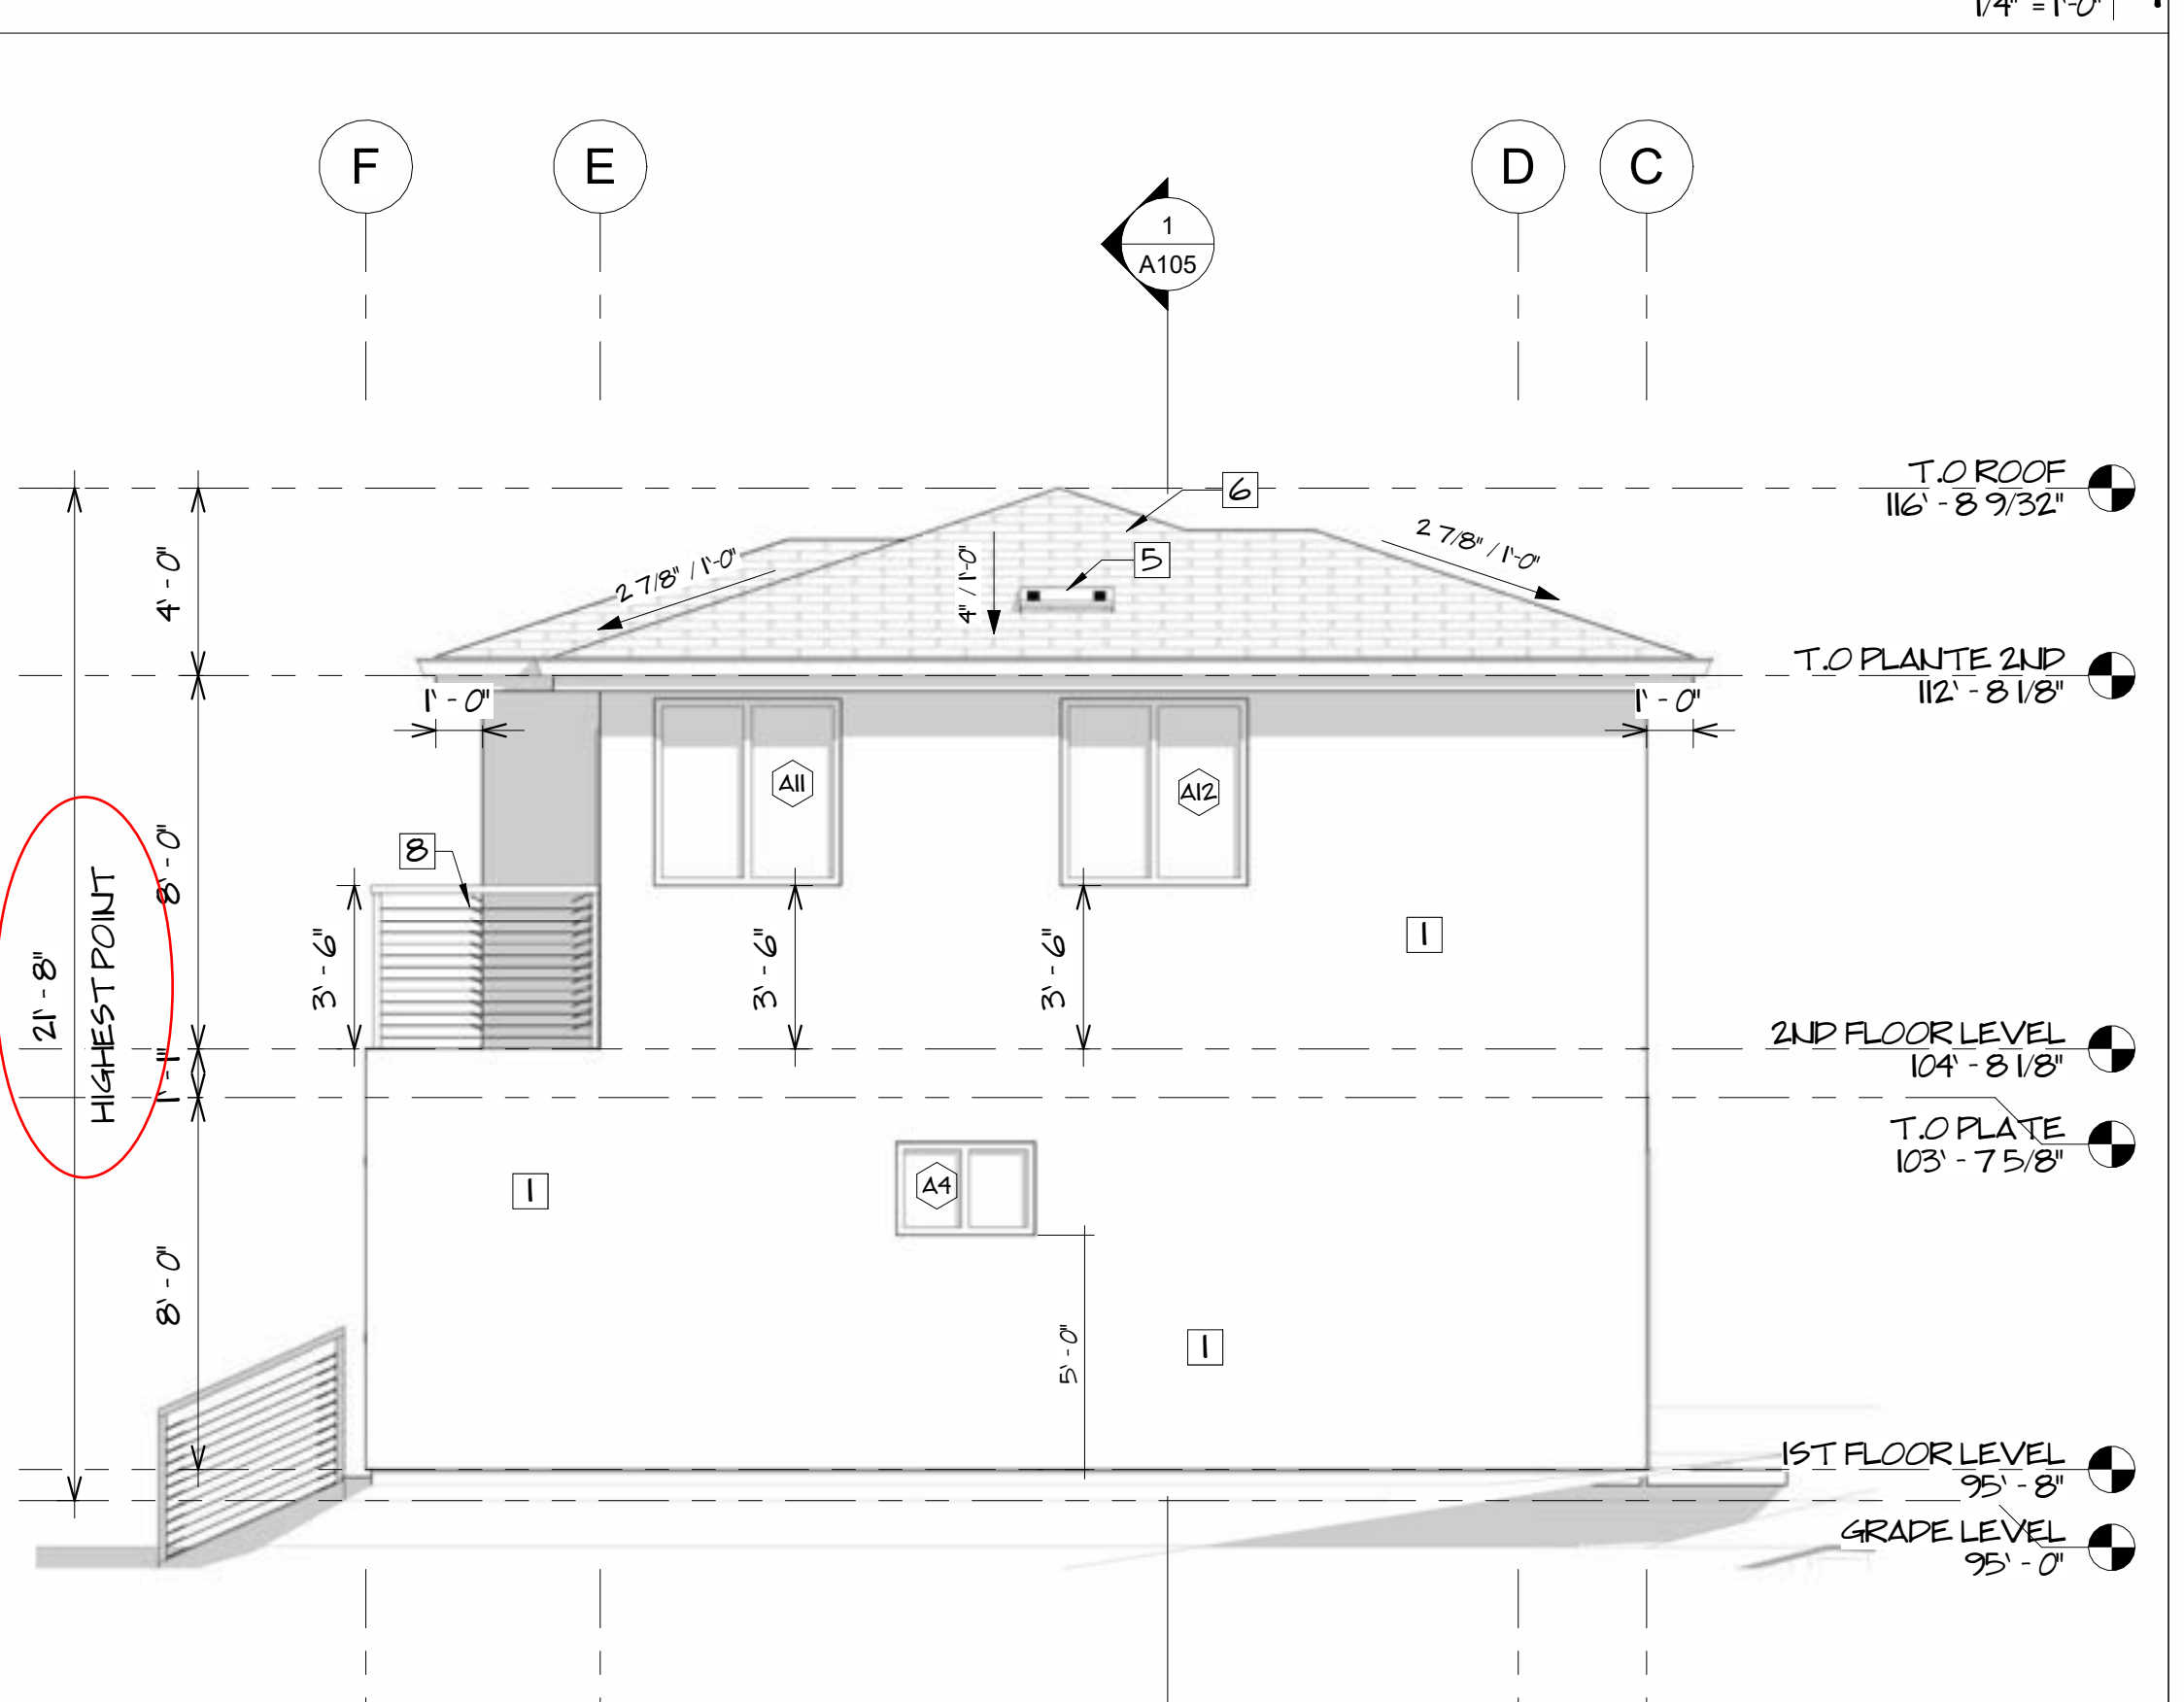 1/4" = 1'-0"
F
E
D
C
1
A105
T.O ROOF
116' - 8 9/32"
6
5
4" / 1'-0"
2 7/8" / 1'-0"
2 7/8" / 1'-0"
4' - 0"
T.O PLANTE 2ND
112' - 8 1/8"
1' - 0"
1' - 0"
A11
A12
8
8' - 0"
HIGHEST POINT
21' - 8"
3' - 6"
3' - 6"
3' - 6"
1
2ND FLOOR LEVEL
104' - 8 1/8"
1' - 1"
T.O PLATE
103' - 7 5/8"
1
A4
8' - 0"
5' - 0"
1
1ST FLOOR LEVEL
95' - 8"
GRADE LEVEL
95' - 0"